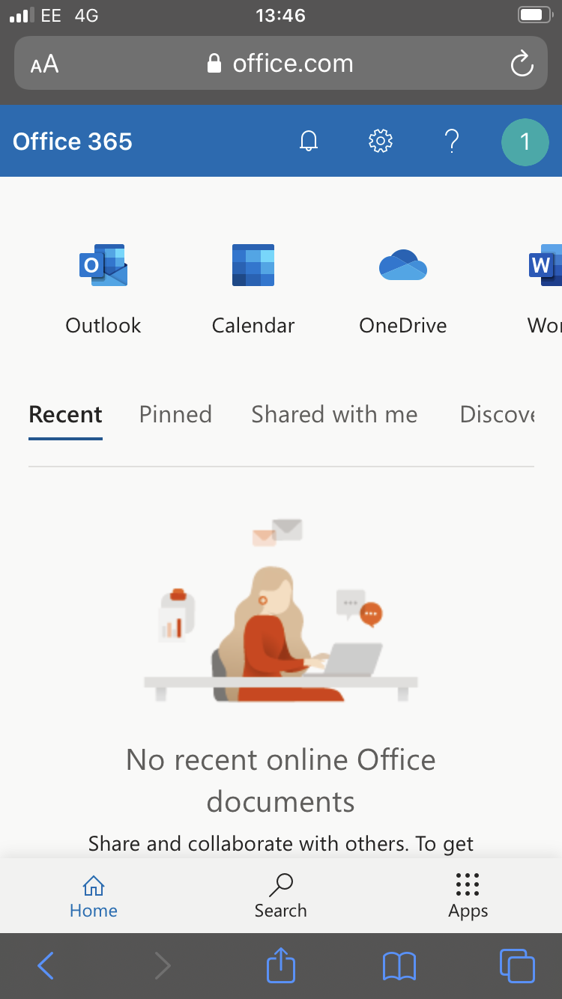 EE 4G 13:46
AA office.com
Office 365 ? 1
O W
Outlook Calendar OneDrive Wor
Recent Pinned Shared with me Discove
No recent online Office
documents
Share and collaborate with others. To get
Home Search Apps